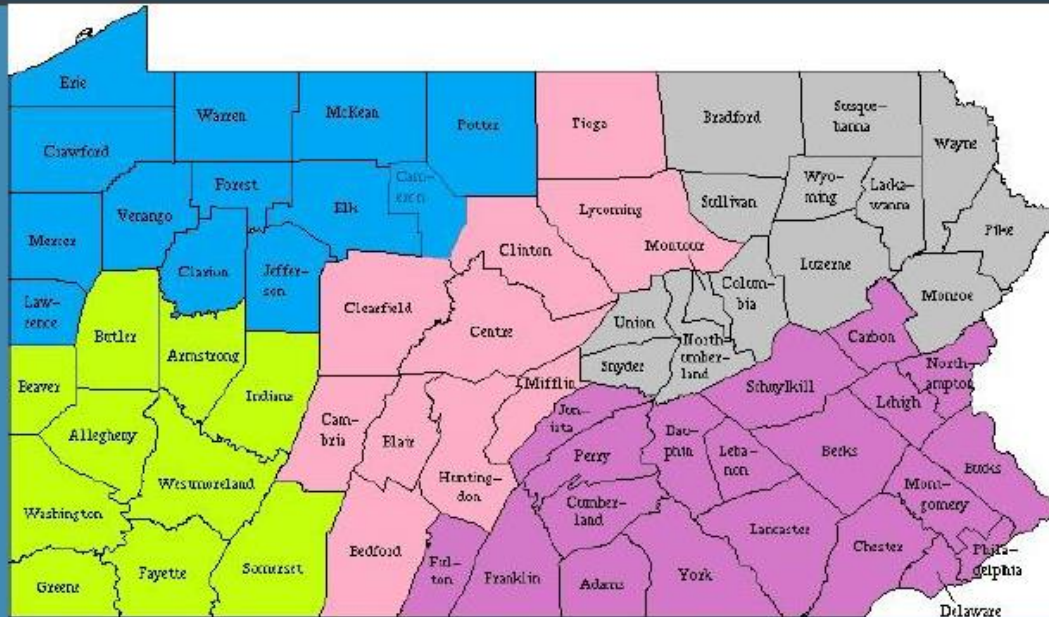 Erie
Crawford
Warren
McKean
Potter
Tioga
Bradford
Susque-
hanna
Wayne
Mercer
Venango
Forest
Elk
Cam-
eron
Lycoming
Sullivan
Wyo-
ming
Lacka-
wanna
Pike
Law-
rence
Clarion
Jeffer-
son
Clinton
Montour
Colum-
bia
Luzerne
Monroe
Butler
Armstrong
Clearfield
Centre
Union
Snyder
North-
umber-
land
Carbon
Beaver
Indiana
Mifflin
Schuylkill
North-
ampton
Lehigh
Allegheny
Cam-
bria
Blair
Jun-
iata
Perry
Dau-
phin
Leba-
non
Berks
Bucks
Westmoreland
Hunting-
don
Mont-
gomery
Washington
Cumber-
land
Lancaster
Greene
Fayette
Somerset
Bedford
Ful-
ton
Franklin
Adams
York
Chester
Phila-
delphia
Delaware